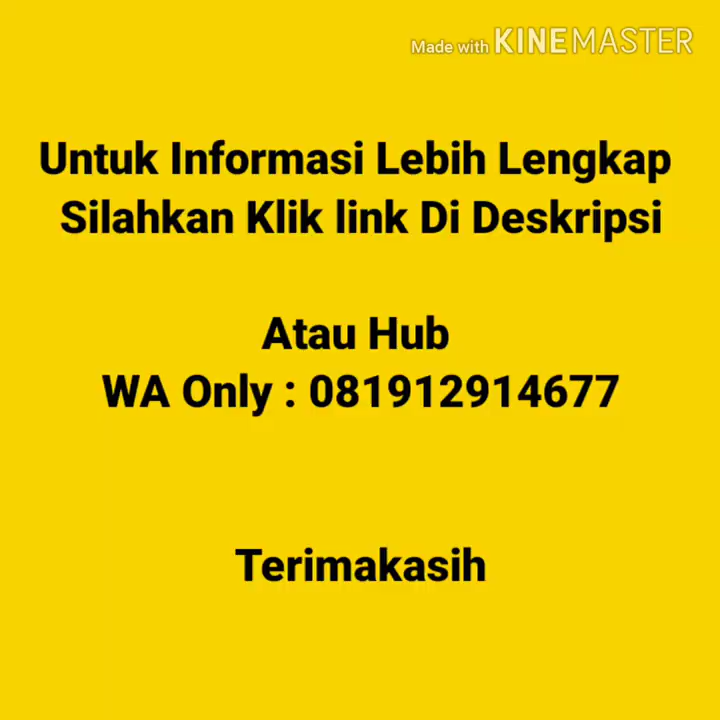 Made with KINEMASTER
Untuk Informasi Lebih Lengkap
Silahkan Klik link Di Deskripsi
Atau Hub
WA Only : 081912914677
Terimakasih